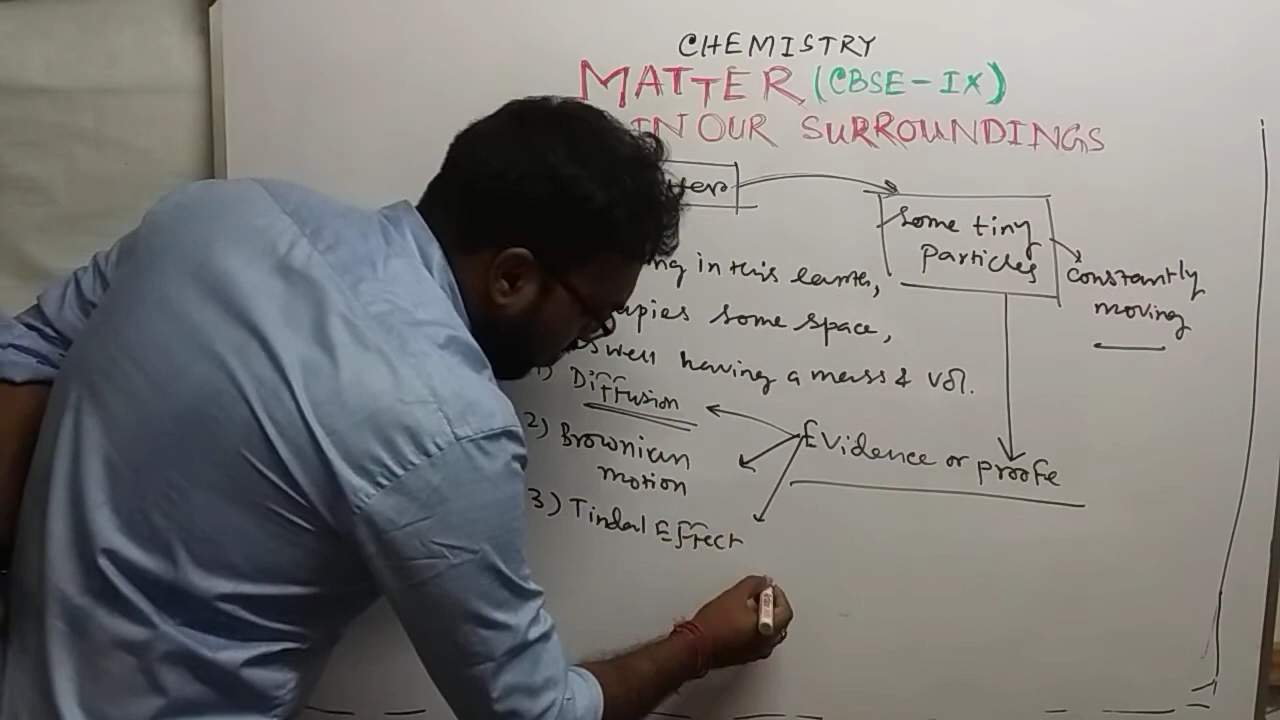 CHEMISTRY
MATTER (CBSE-IX)
IN OUR SURROUNDINGS
Some tiny
particles
constantly
moving
ng in this earth,
upies some space,
swell having a mass & vol.
1) Diffusion
2) Brownian
motion
3) Tindal Effect
Evidence or proofe